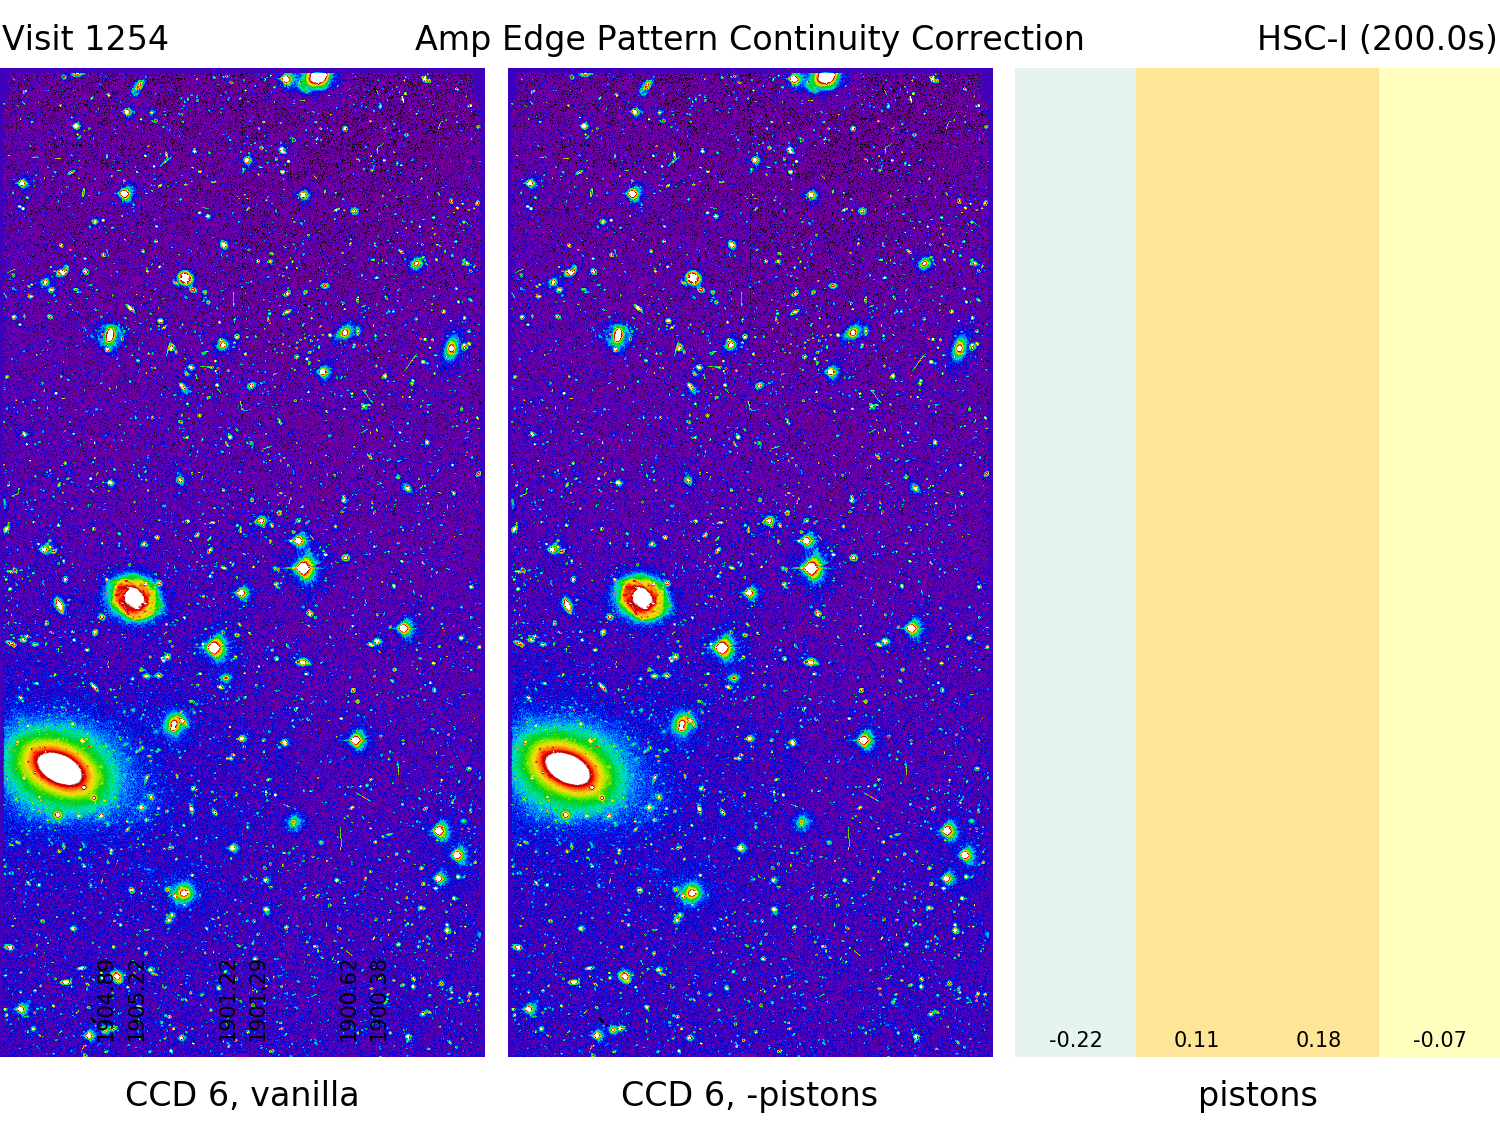 Visit 1254 Amp Edge Pattern Continuity Correction HSC-I (200.0s)
1904.89
1905.22
1901.22
1901.29
1900.62
1900.38
-0.22 0.11 0.18 -0.07
CCD 6, vanilla CCD 6, -pistons pistons